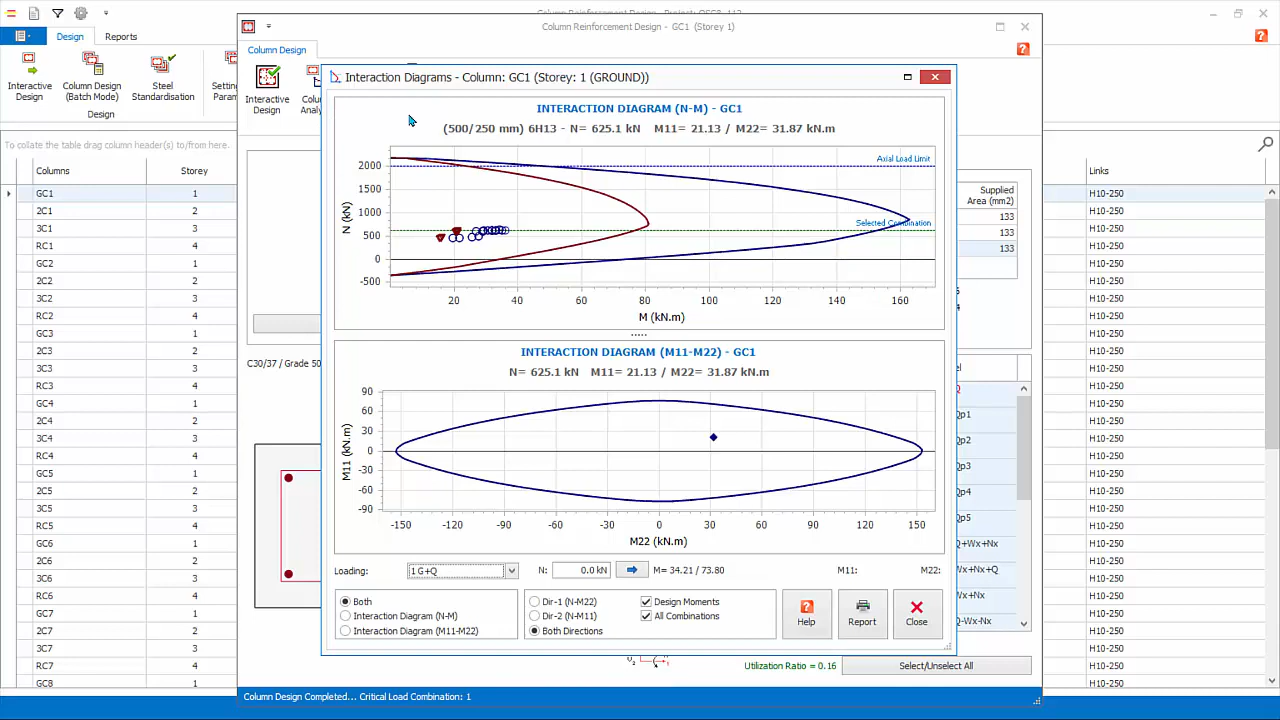 Column Reinforcement Design - GC1 (Storey 1)
Design
Reports
Column Design
Interactive
Design
Column Design
(Batch Mode)
Steel
Standardisation
Design
Interactive
Design
To collate the table drag column header(s) to/from here.
Columns
Storey
Links
GC1 1 H10-250
2C1 2 H10-250
3C1 3 H10-250
RC1 4 H10-250
GC2 1 H10-250
2C2 2 H10-250
3C2 3 H10-250
RC2 4 H10-250
GC3 1 H10-250
2C3 2 H10-250
3C3 3 H10-250
RC3 4 H10-250
GC4 1 H10-250
2C4 2 H10-250
3C4 3 H10-250
RC4 4 H10-250
GC5 1 H10-250
2C5 2 H10-250
3C5 3 H10-250
RC5 4 H10-250
GC6 1 H10-250
2C6 2 H10-250
3C6 3 H10-250
RC6 4 H10-250
GC7 1 H10-250
2C7 2 H10-250
3C7 3 H10-250
RC7 4 H10-250
GC8 1 H10-250
C30/37 / Grade 50
Supplied
Area (mm2)
133
133
133
Interaction Diagrams - Column: GC1 (Storey: 1 (GROUND))
INTERACTION DIAGRAM (N-M) - GC1
(500/250 mm) 6H13 - N= 625.1 kN M11= 21.13 / M22= 31.87 kN.m
Axial Load Limit
Selected Combination
N (kN)
2000
1500
1000
500
0
-500
20 40 60 80 100 120 140 160
M (kN.m)
INTERACTION DIAGRAM (M11-M22) - GC1
N= 625.1 kN M11= 21.13 / M22= 31.87 kN.m
M11 (kN.m)
90
60
30
0
-30
-60
-90
-150 -120 -90 -60 -30 0 30 60 90 120 150
M22 (kN.m)
Loading: 1 G+Q N: 0.0 kN M= 34.21 / 73.80 M11: M22:
Both
Interaction Diagram (N-M)
Interaction Diagram (M11-M22)
Dir-1 (N-M22)
Dir-2 (N-M11)
Both Directions
Design Moments
All Combinations
Help
Report
Close
Utilization Ratio = 0.16
Select/Unselect All
Column Design Completed... Critical Load Combination: 1